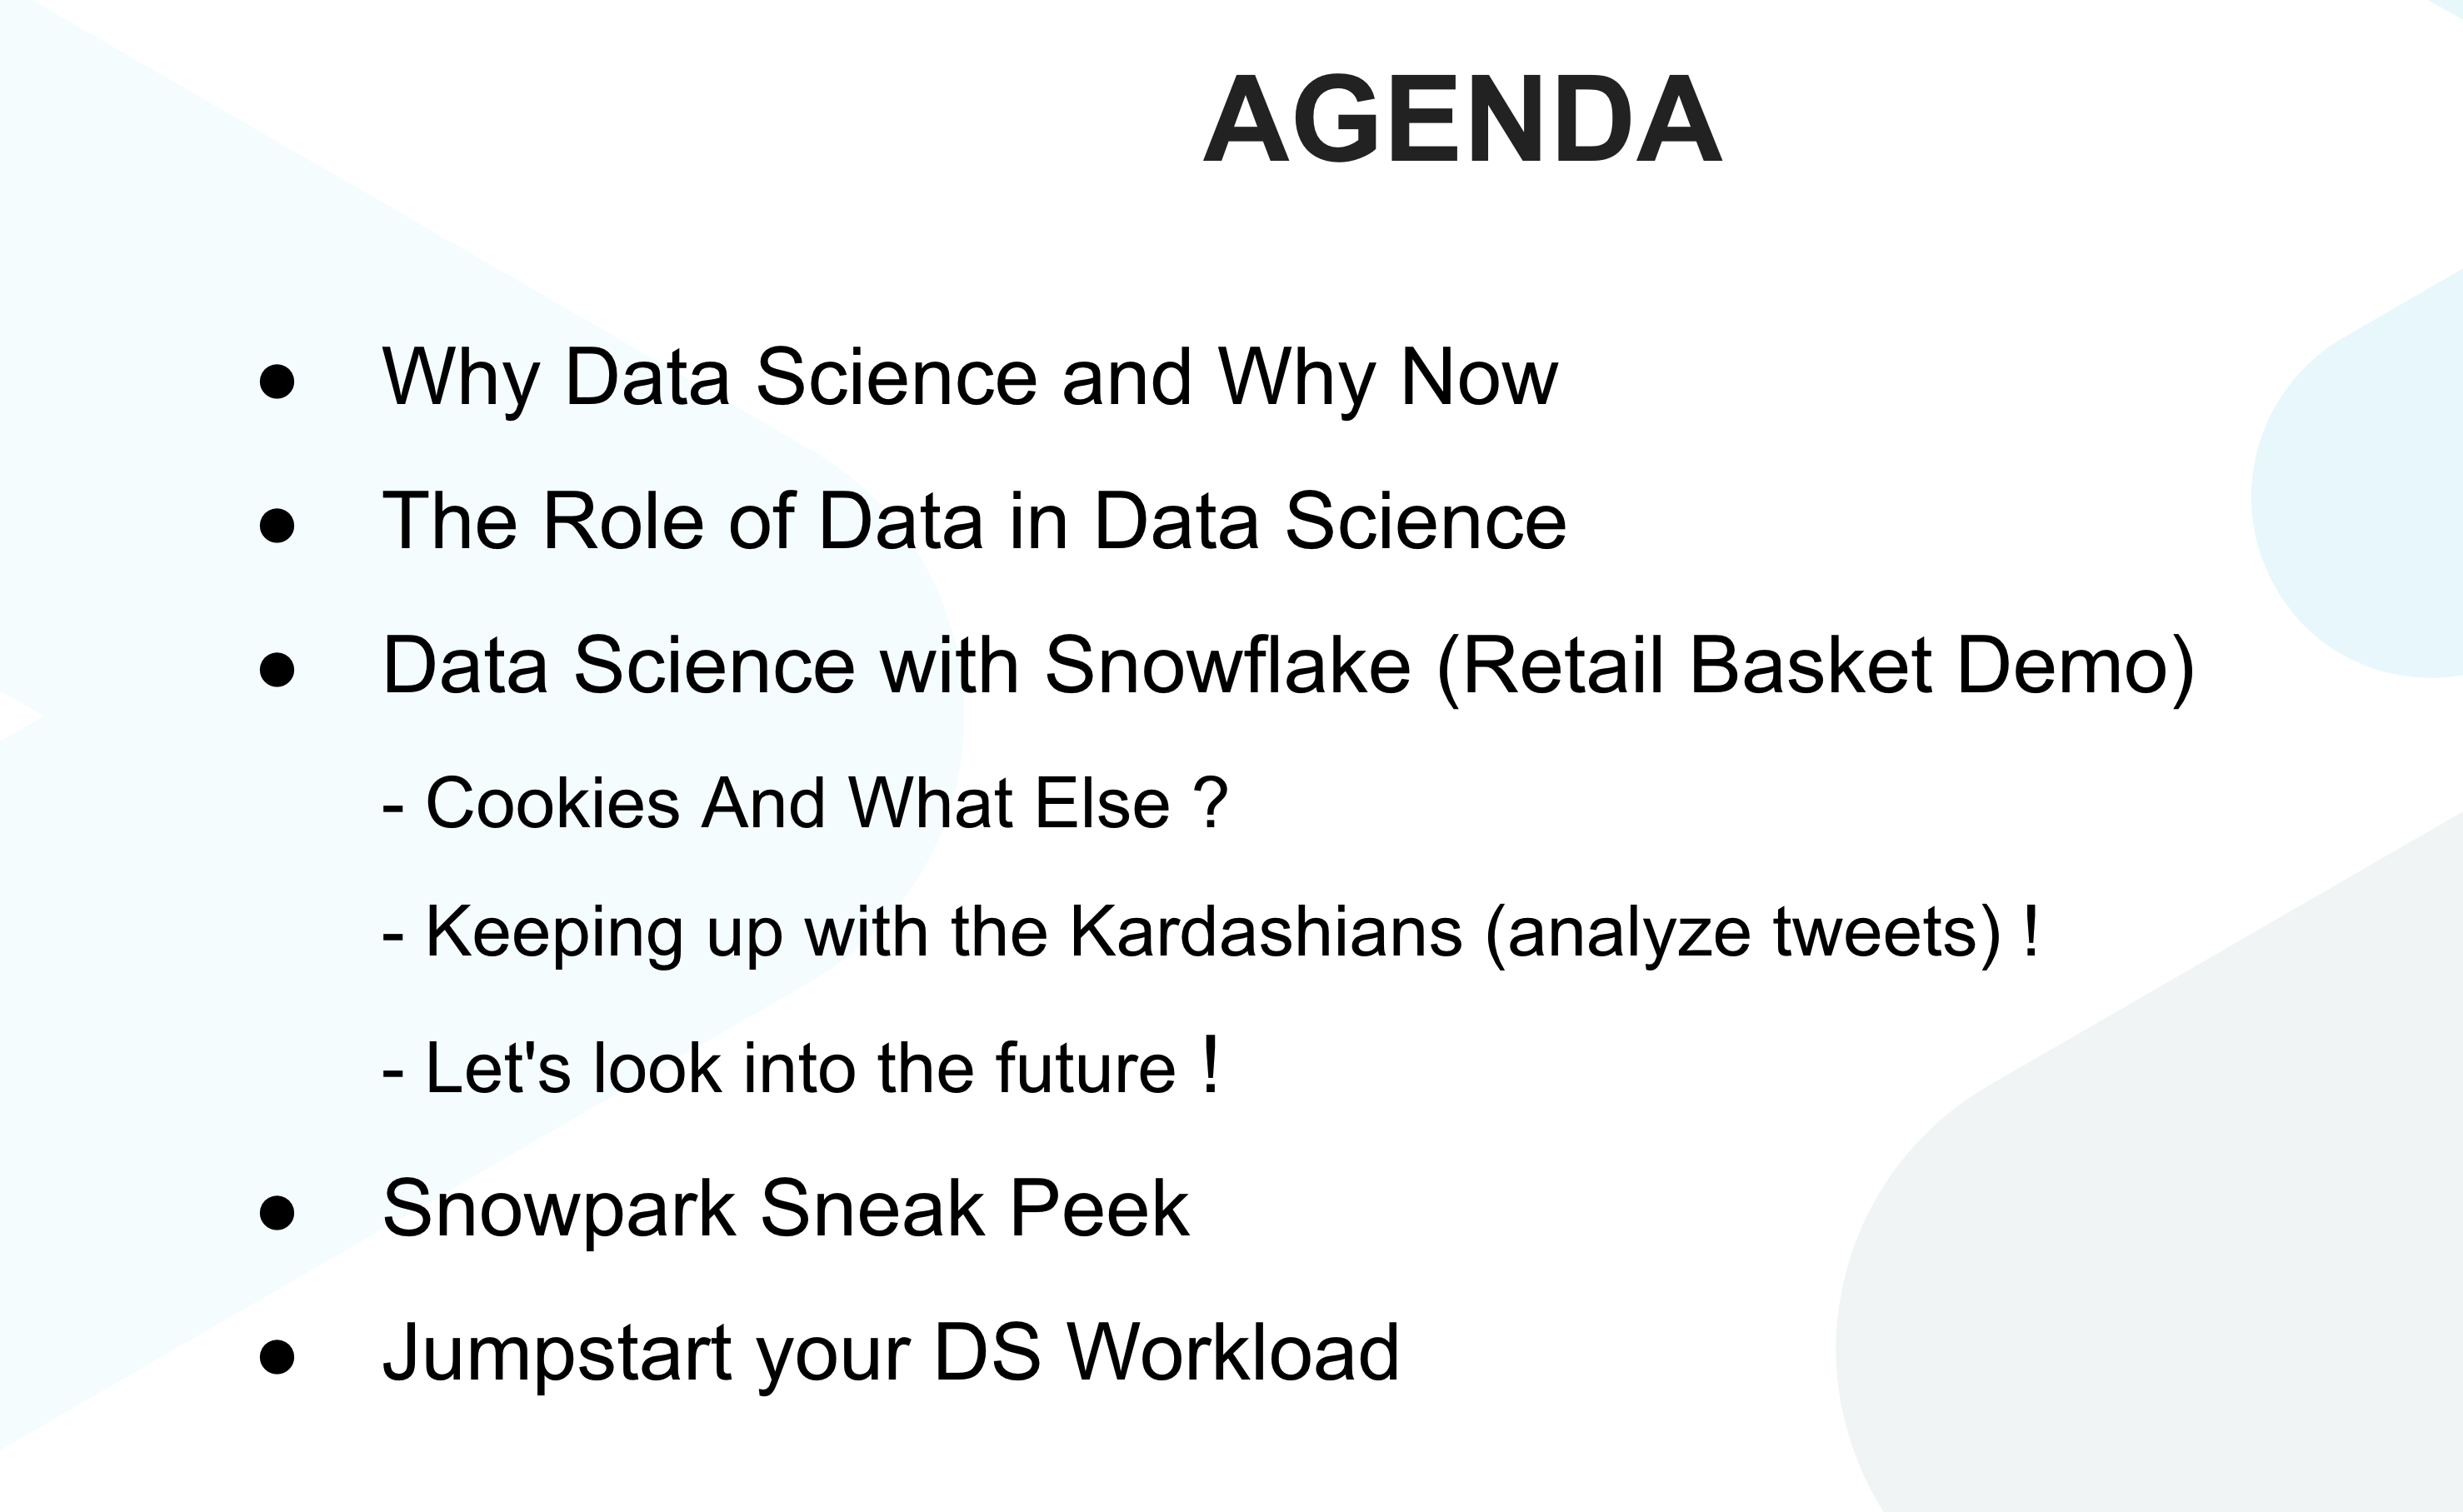 AGENDA
● Why Data Science and Why Now
● The Role of Data in Data Science
● Data Science with Snowflake (Retail Basket Demo)
- Cookies And What Else ?
- Keeping up with the Kardashians (analyze tweets) !
- Let's look into the future !
● Snowpark Sneak Peek
● Jumpstart your DS Workload